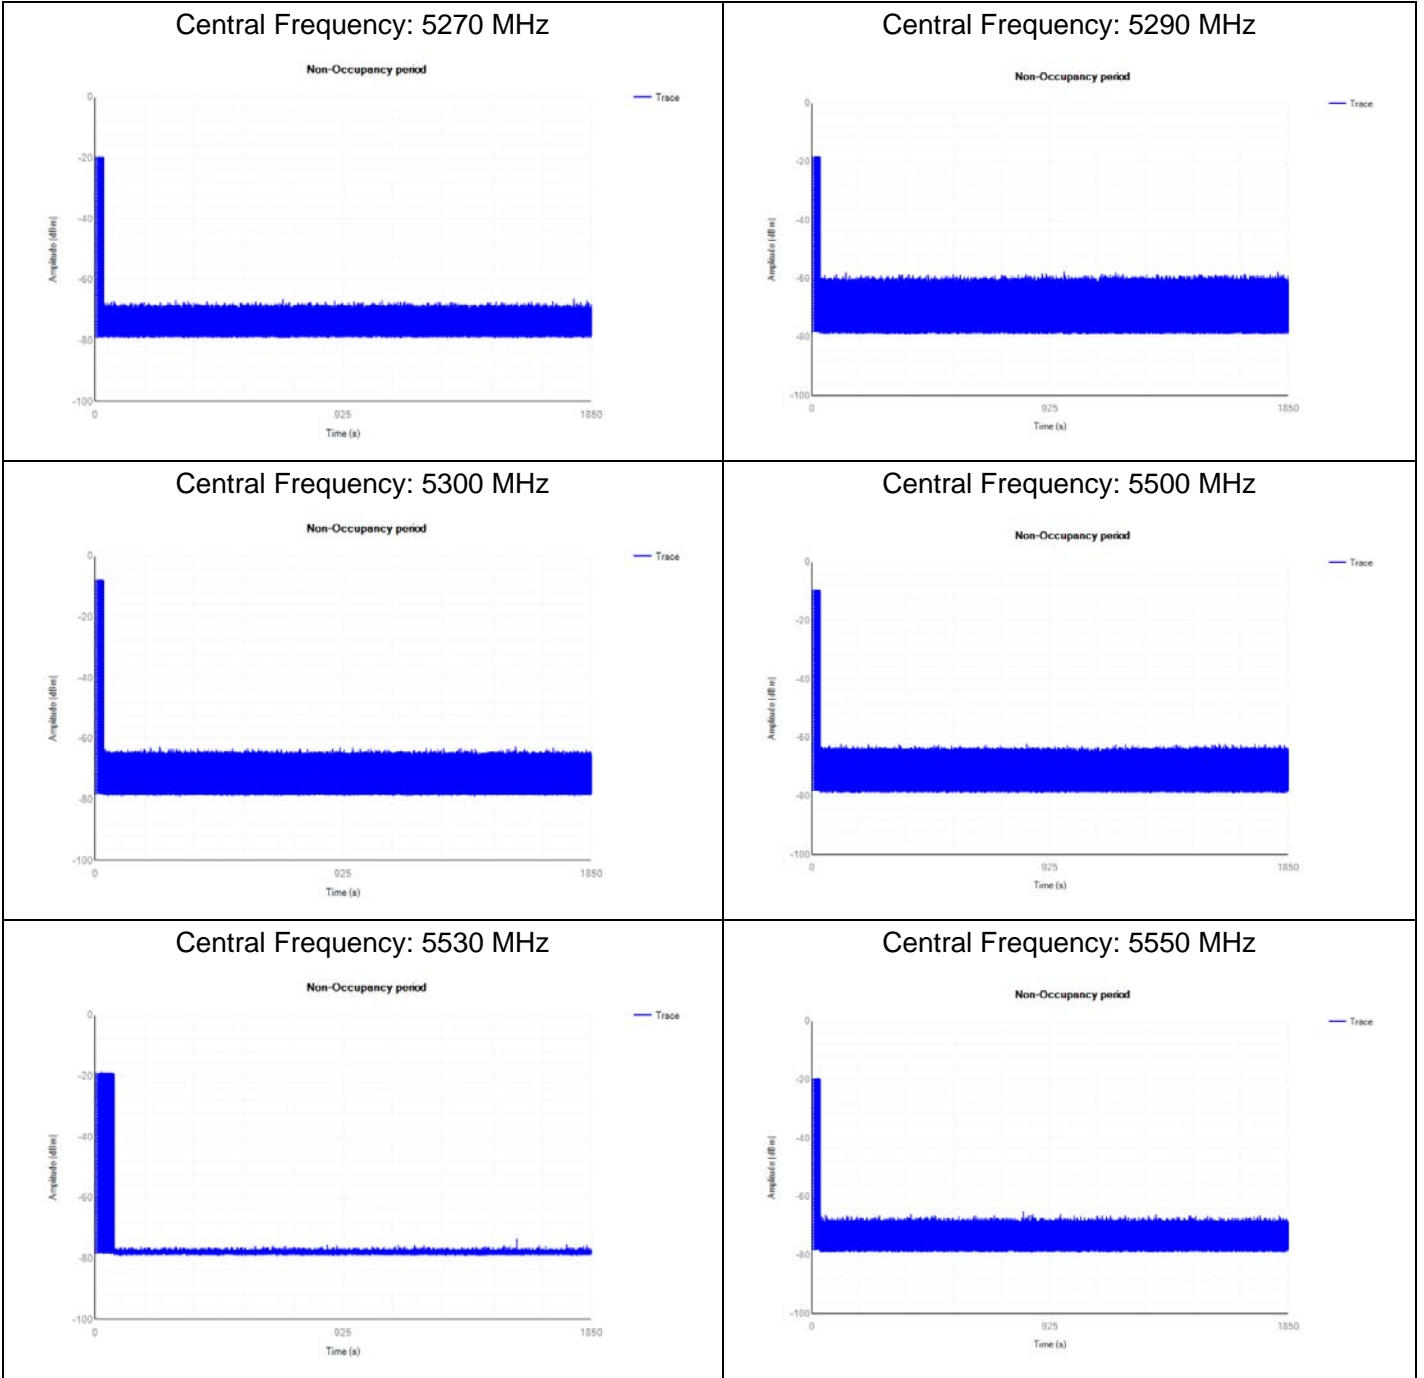 Central Frequency: 5270 MHz
Non-Occupancy period
Trace
0
-20
-40
-60
-80
-100
Amplitude [dBm]
0 925 1850
Time (s)
Central Frequency: 5290 MHz
Non-Occupancy period
Trace
0
-20
-40
-60
-80
-100
Amplitude [dBm]
0 925 1850
Time (s)
Central Frequency: 5300 MHz
Non-Occupancy period
Trace
0
-20
-40
-60
-80
-100
Amplitude [dBm]
0 925 1850
Time (s)
Central Frequency: 5500 MHz
Non-Occupancy period
Trace
0
-20
-40
-60
-80
-100
Amplitude [dBm]
0 925 1850
Time (s)
Central Frequency: 5530 MHz
Non-Occupancy period
Trace
0
-20
-40
-60
-80
-100
Amplitude [dBm]
0 925 1850
Time (s)
Central Frequency: 5550 MHz
Non-Occupancy period
Trace
0
-20
-40
-60
-80
-100
Amplitude [dBm]
0 925 1850
Time (s)